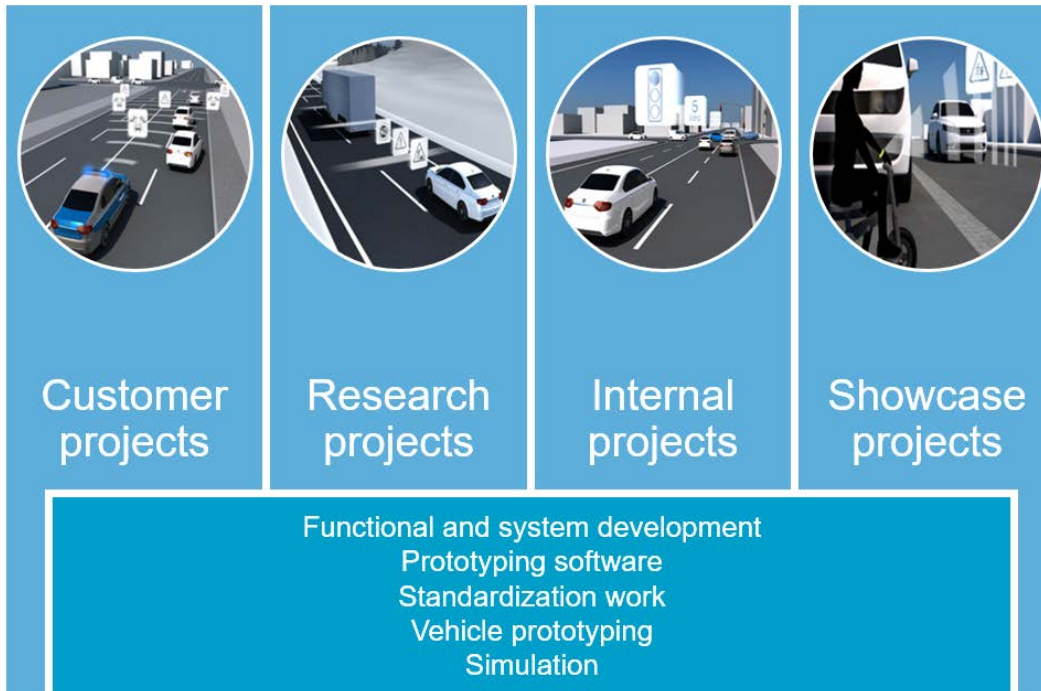 Customer
projects
Research
projects
Internal
projects
Showcase
projects
Functional and system development
Prototyping software
Standardization work
Vehicle prototyping
Simulation
5